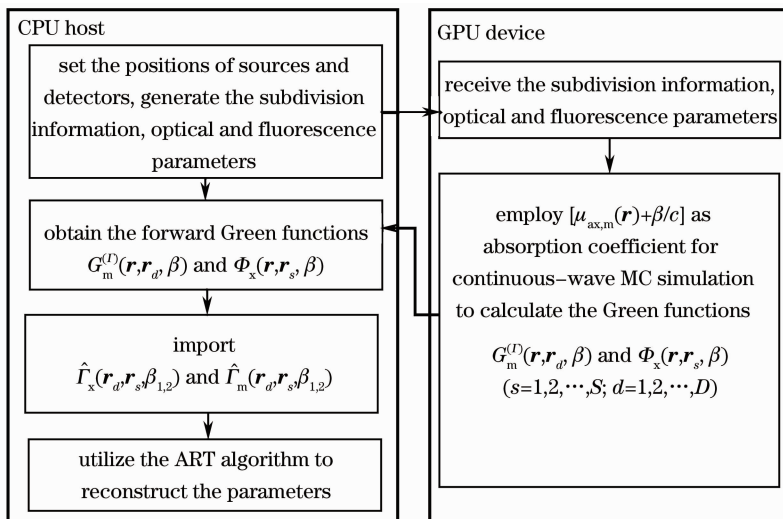 CPU host
set the positions of sources and
detectors, generate the subdivision
information, optical and fluorescence
parameters
obtain the forward Green functions
G_m^(I)(r,r_d, β) and Φ_x(r,r_s, β)
import
Γ̂_x(r_d,r_s,β_1,2) and Γ̂_m(r_d,r_s,β_1,2)
utilize the ART algorithm to
reconstruct the parameters
GPU device
receive the subdivision information,
optical and fluorescence parameters
employ [μ_ax,m(r)+β/c] as
absorption coefficient for
continuous-wave MC simulation
to calculate the Green functions
G_m^(I)(r,r_d, β) and Φ_x(r,r_s, β)
(s=1,2,⋯,S; d=1,2,⋯,D)